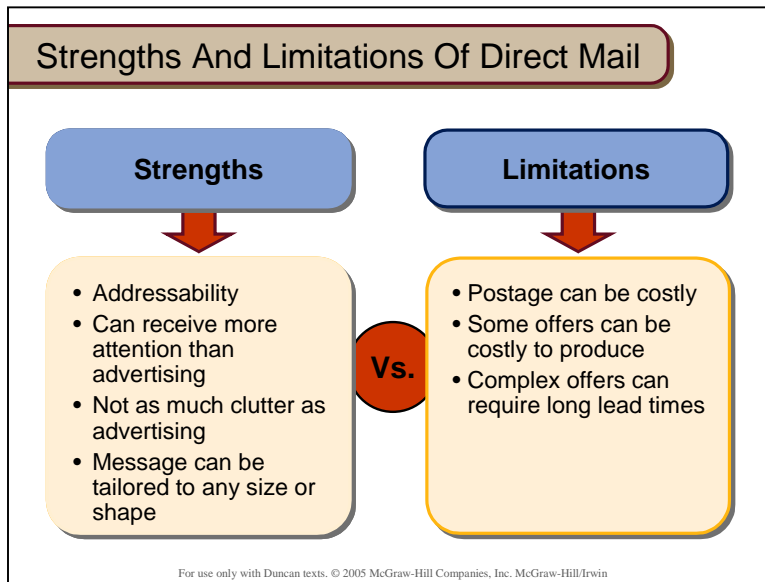 Strengths And Limitations Of Direct Mail
Strengths
• Addressability
• Can receive more
attention than
advertising
• Not as much clutter as
advertising
• Message can be
tailored to any size or
shape
Vs.
Limitations
• Postage can be costly
• Some offers can be
costly to produce
• Complex offers can
require long lead times
For use only with Duncan texts. © 2005 McGraw-Hill Companies, Inc. McGraw-Hill/Irwin